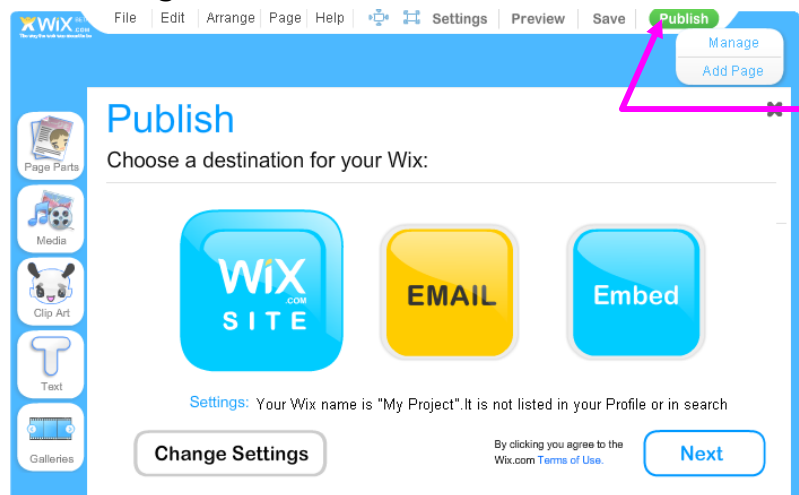 WiX.COM BETA
File Edit Arrange Page Help Settings Preview Save Publish
Manage
Add Page
Publish
Choose a destination for your Wix:
Page Parts
Media
Clip Art
Text
Galleries
WiX
.COM
SITE
EMAIL
Embed
Settings: Your Wix name is "My Project".It is not listed in your Profile or in search
Change Settings
By clicking you agree to the
Wix.com Terms of Use.
Next